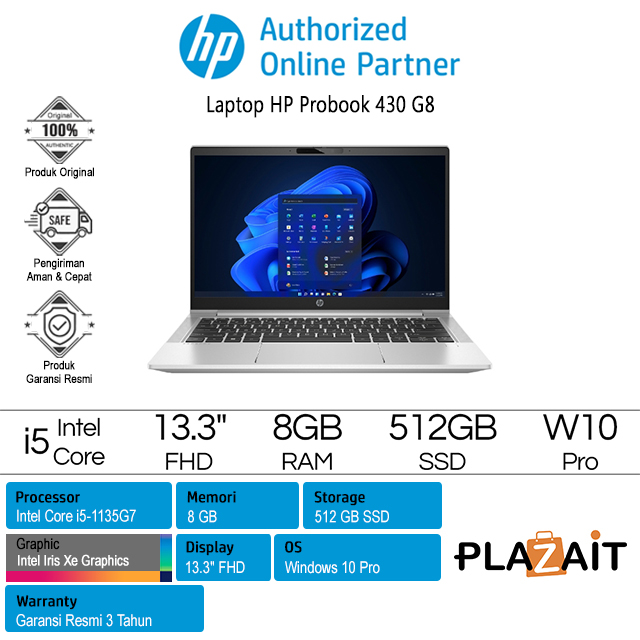 hp
Authorized
Online Partner
Laptop HP Probook 430 G8
Original
100%
AUTHENTIC
Produk Original
SAFE
Pengiriman
Aman & Cepat
Produk
Garansi Resmi
hp
i5 Intel
Core
13.3"
FHD
8GB
RAM
512GB
SSD
W10
Pro
Processor
Intel Core i5-1135G7
Memori
8 GB
Storage
512 GB SSD
Graphic
Intel Iris Xe Graphics
Display
13.3" FHD
OS
Windows 10 Pro
Warranty
Garansi Resmi 3 Tahun
PLAZAIT